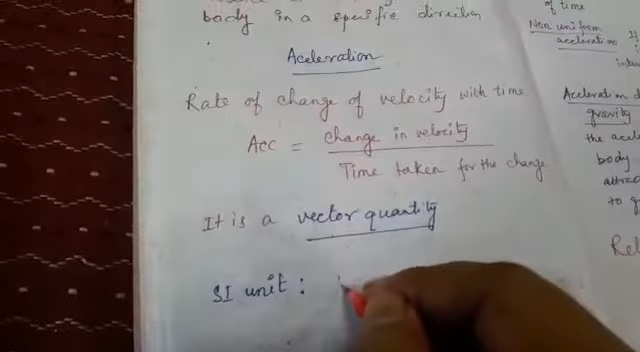 body in a specific direction
Acceleration
Rate of change of velocity with time
Acc = change in velocity
Time taken for the change
It is a vector quantity
SI unit :
of time
Non uniform
acceleration If
Acceleration d
gravity
the acele
body
attrac
to g
Rel